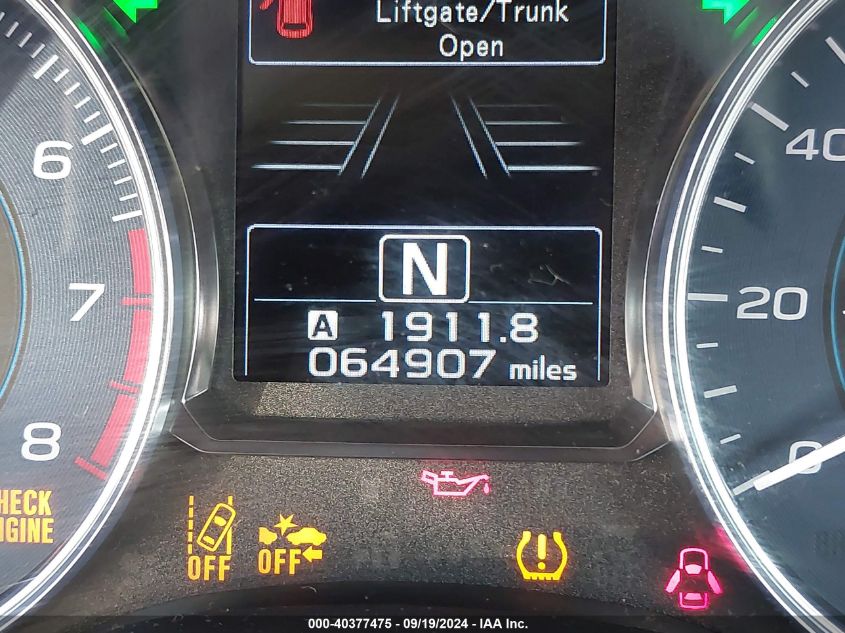 Liftgate/Trunk
Open
6
7
8
40
20
0
N
A 1911.8
064907 miles
HECK
GINE
OFF
OFF
000-40377475 - 09/19/2024 - IAA Inc.